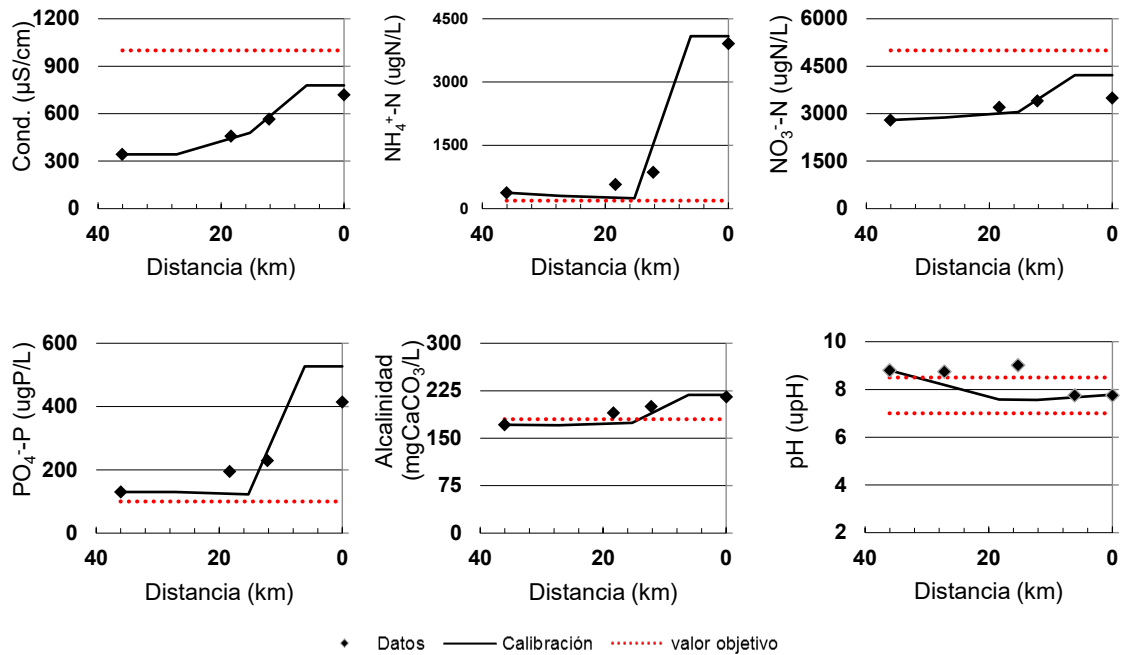 Cond. (µS/cm)
1200
900
600
300
0
40 20 0
Distancia (km)
NH₄⁺-N (ugN/L)
4500
3000
1500
0
40 20 0
Distancia (km)
NO₃⁻-N (ugN/L)
6000
4500
3000
1500
0
40 20 0
Distancia (km)
PO₄⁻-P (ugP/L)
600
400
200
0
40 20 0
Distancia (km)
Alcalinidad
(mgCaCO₃/L)
300
225
150
75
0
40 20 0
Distancia (km)
pH (upH)
10
8
6
4
2
40 20 0
Distancia (km)
Datos Calibración valor objetivo